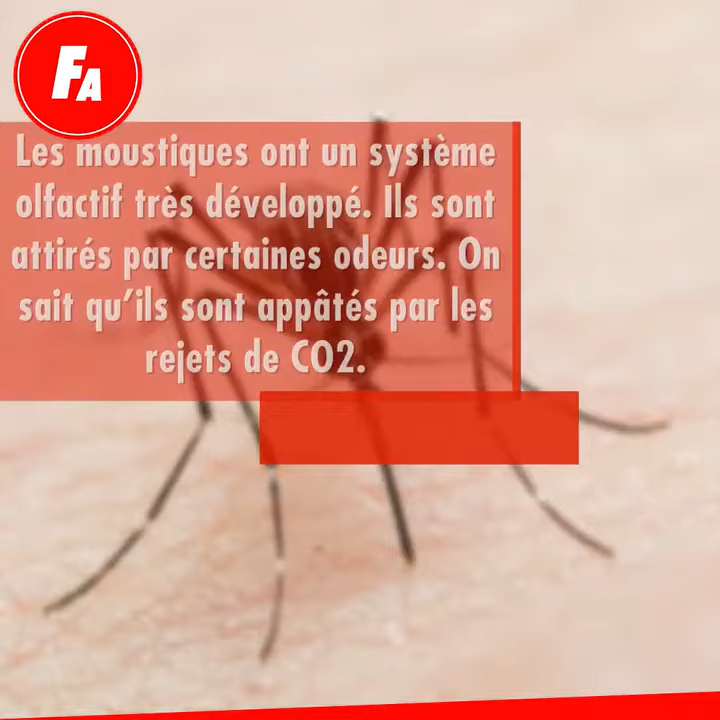 FA
Les moustiques ont un système
olfactif très développé. Ils sont
attirés par certaines odeurs. On
sait qu’ils sont appâtés par les
rejets de CO2.